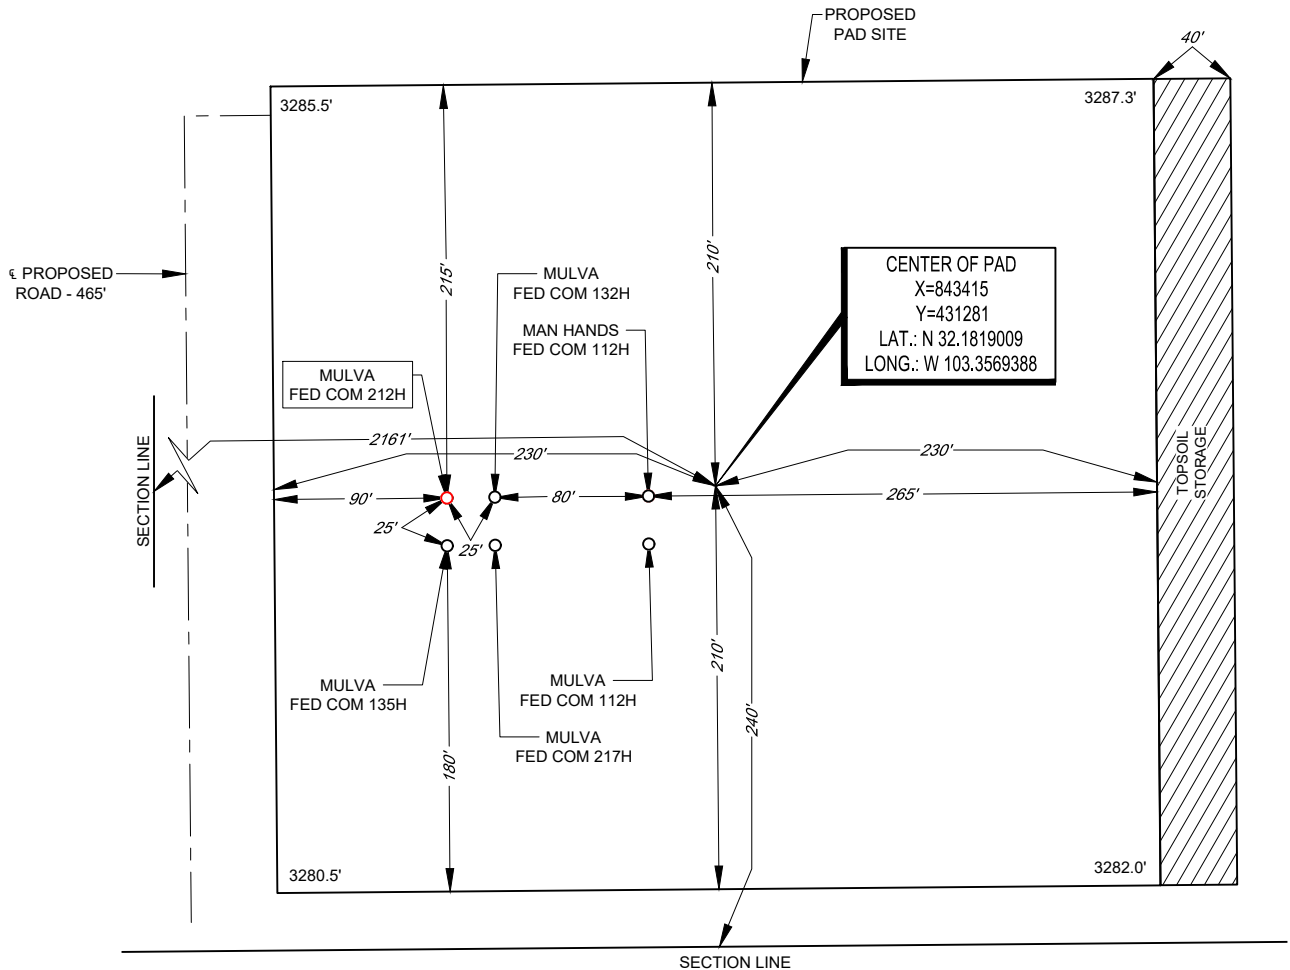 PROPOSED
PAD SITE
40'
3285.5'
3287.3'
℄ PROPOSED
ROAD - 465'
215'
210'
MULVA
FED COM 132H
MAN HANDS
FED COM 112H
CENTER OF PAD
X=843415
Y=431281
LAT.: N 32.1819009
LONG.: W 103.3569388
MULVA
FED COM 212H
SECTION LINE
2161'
230'
230'
90'
80'
265'
TOPSOIL
STORAGE
25'
25'
210'
240'
180'
MULVA
FED COM 135H
MULVA
FED COM 112H
MULVA
FED COM 217H
3280.5'
3282.0'
SECTION LINE